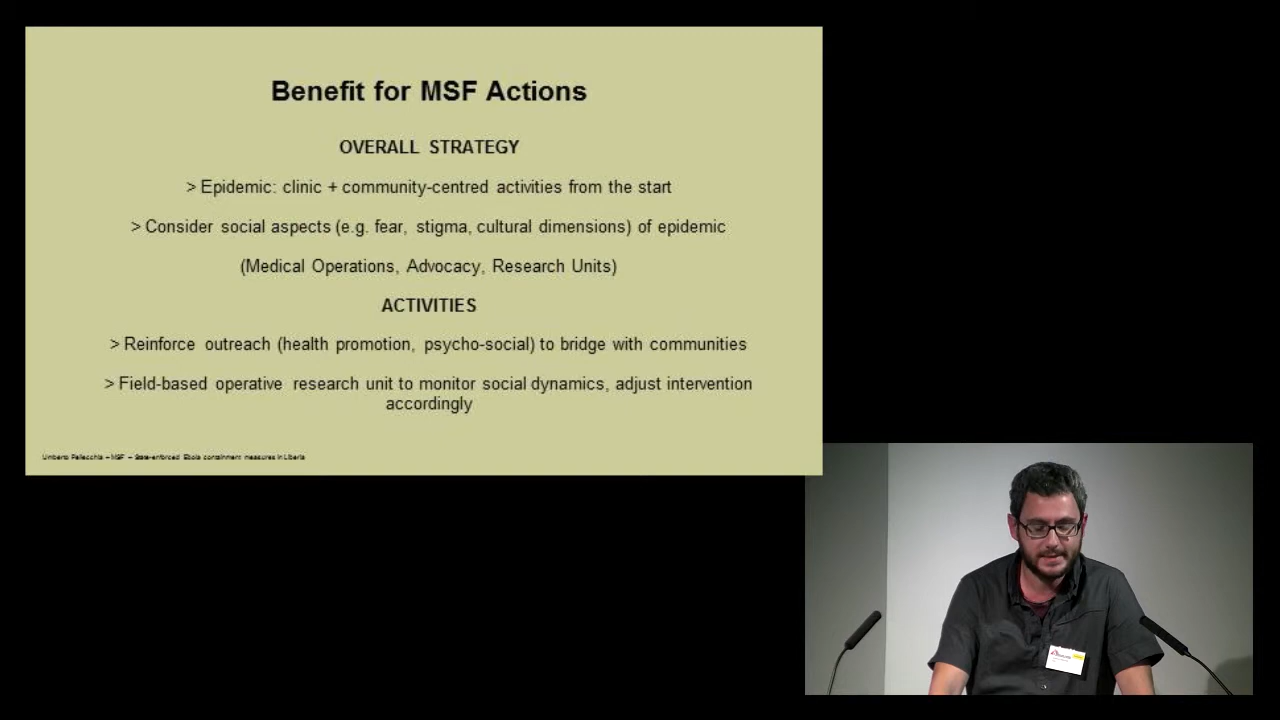 Benefit for MSF Actions
OVERALL STRATEGY
> Epidemic: clinic + community-centred activities from the start
> Consider social aspects (e.g. fear, stigma, cultural dimensions) of epidemic
(Medical Operations, Advocacy, Research Units)
ACTIVITIES
> Reinforce outreach (health promotion, psycho-social) to bridge with communities
> Field-based operative research unit to monitor social dynamics, adjust intervention
accordingly
Umberto Pellecchia – MSF – State-enforced Ebola containment measures in Liberia